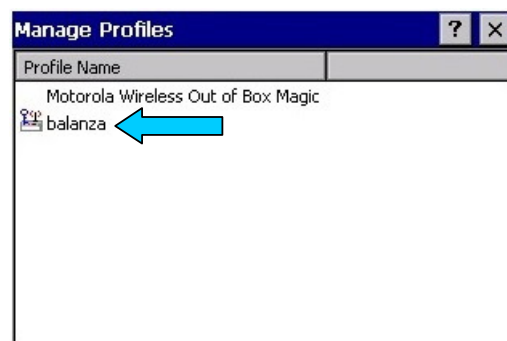 Manage Profiles ? ×
Profile Name
Motorola Wireless Out of Box Magic
balanza